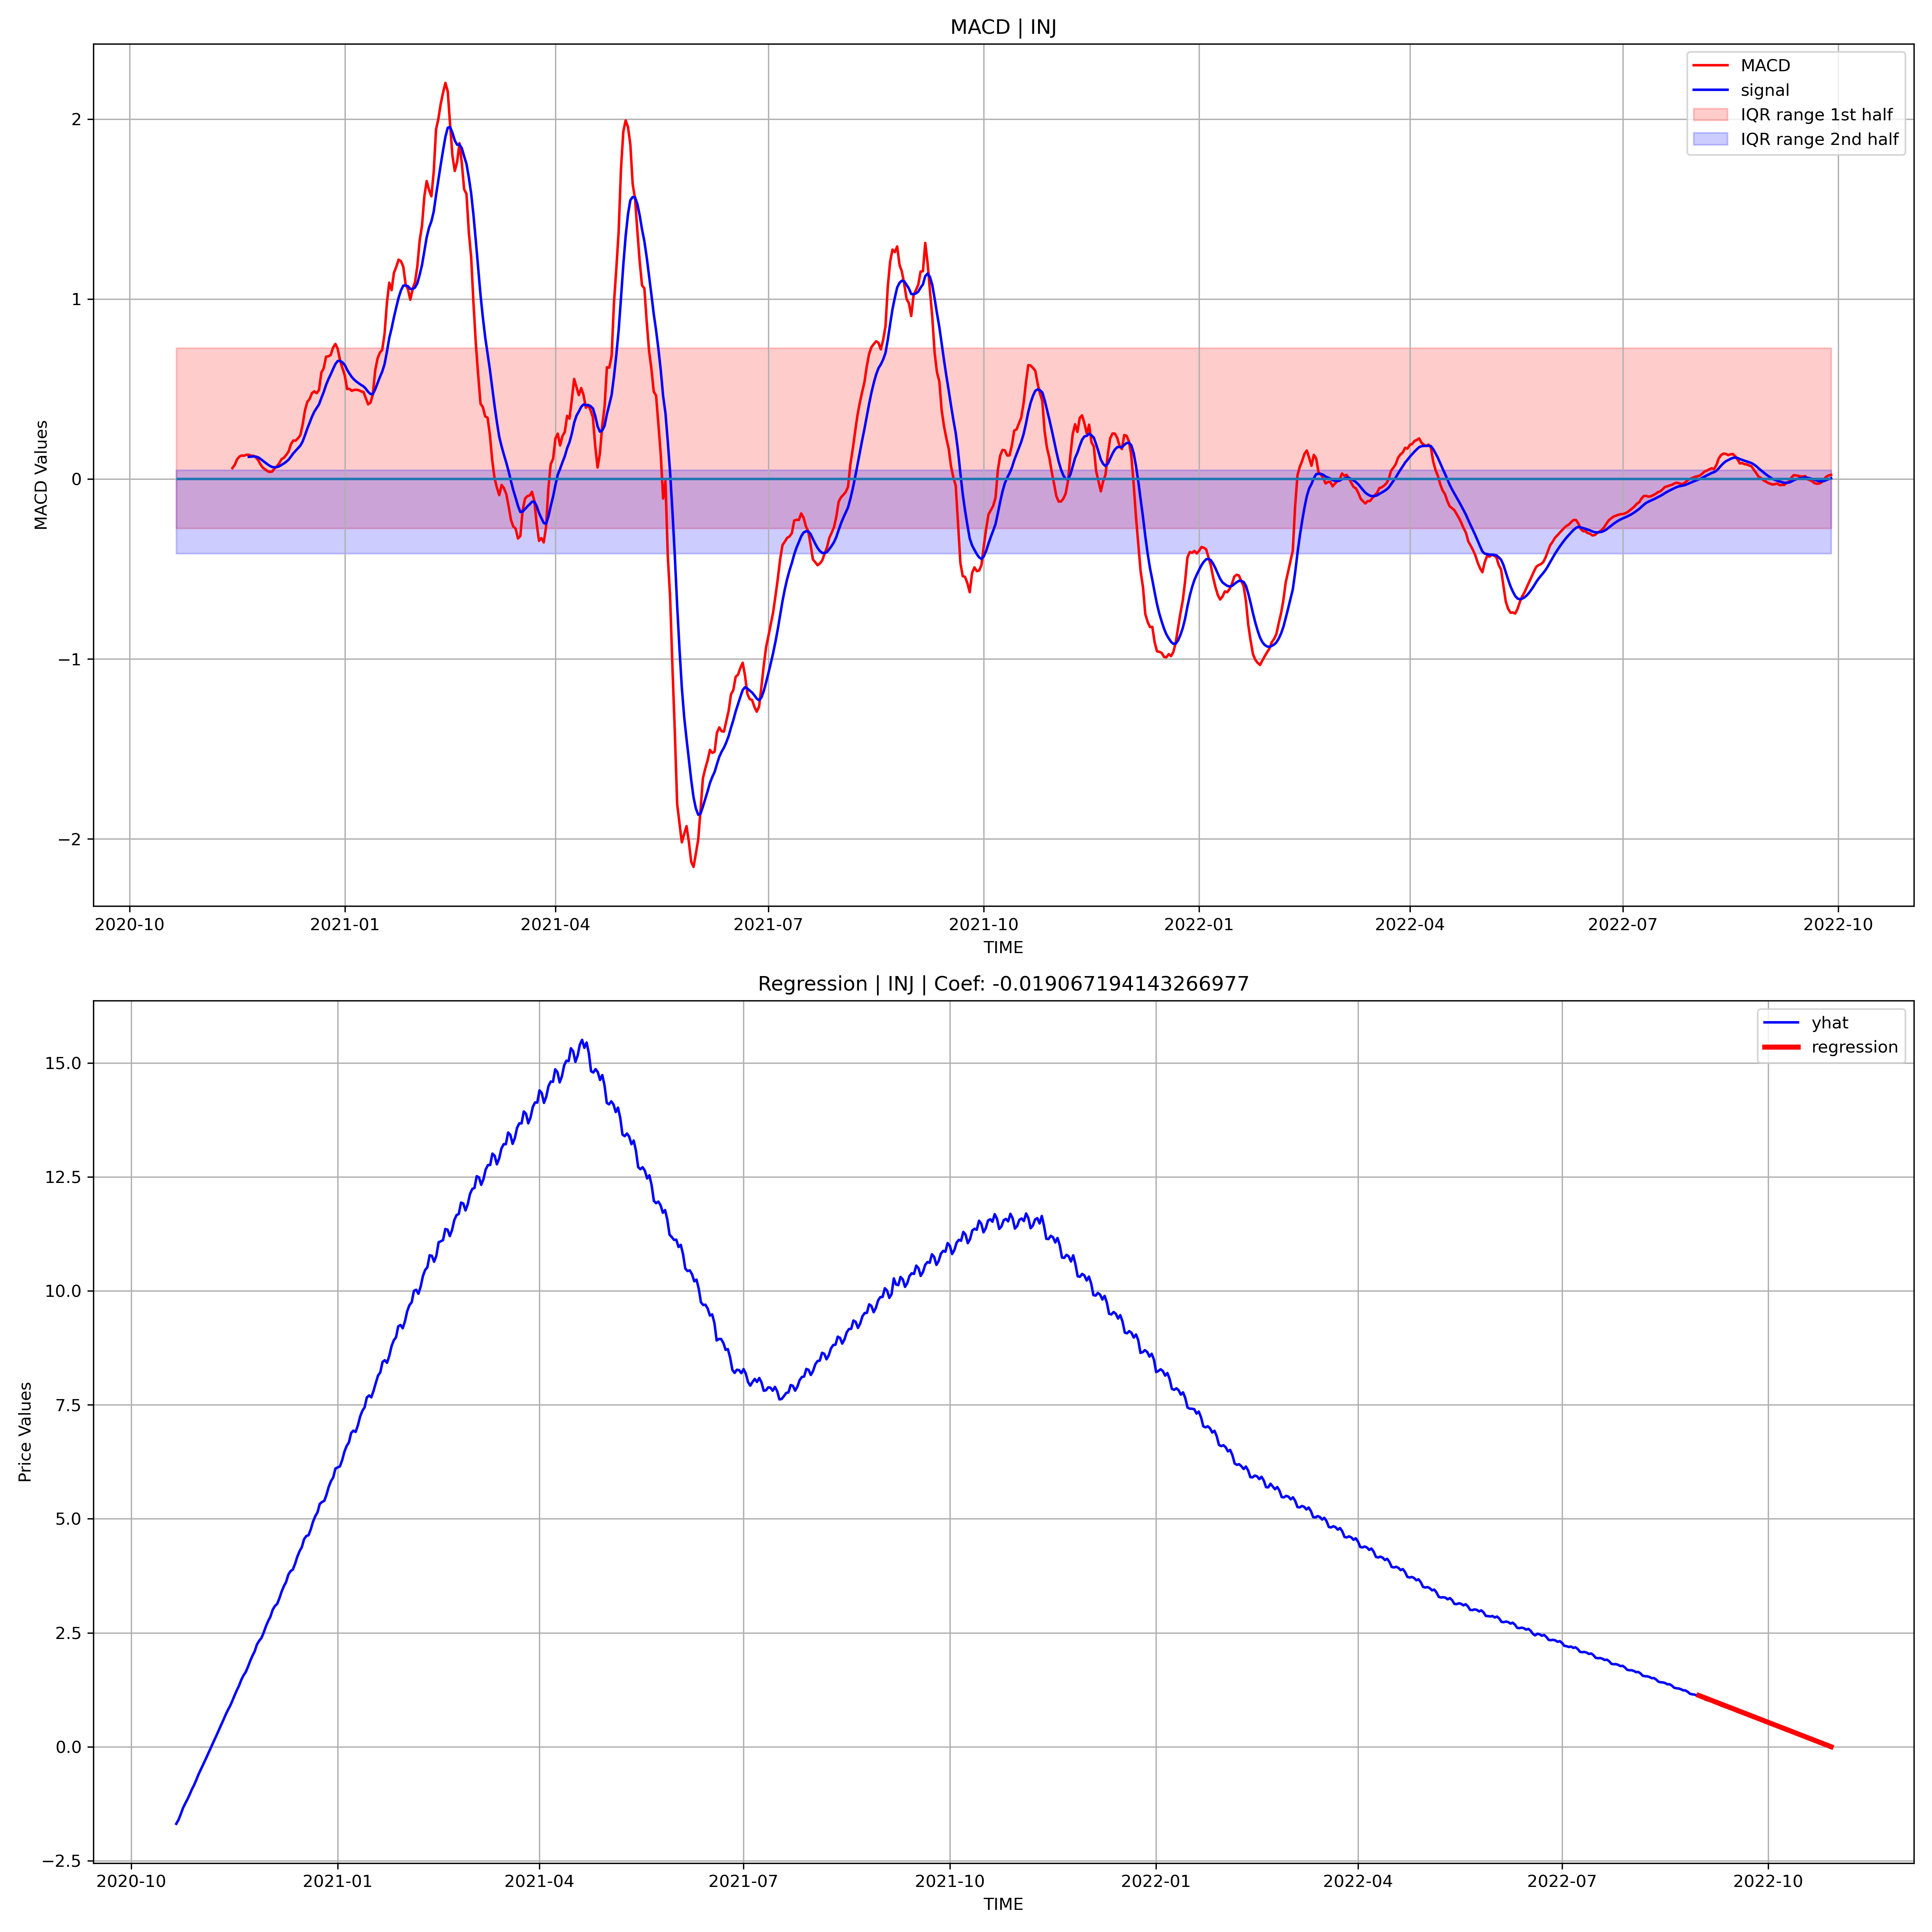 MACD | INJ
MACD
signal
IQR range 1st half
IQR range 2nd half
MACD Values
2
1
0
−1
−2
2020-10 2021-01 2021-04 2021-07 2021-10 2022-01 2022-04 2022-07 2022-10
TIME
Regression | INJ | Coef: -0.019067194143266977
yhat
regression
Price Values
15.0
12.5
10.0
7.5
5.0
2.5
0.0
−2.5
2020-10 2021-01 2021-04 2021-07 2021-10 2022-01 2022-04 2022-07 2022-10
TIME